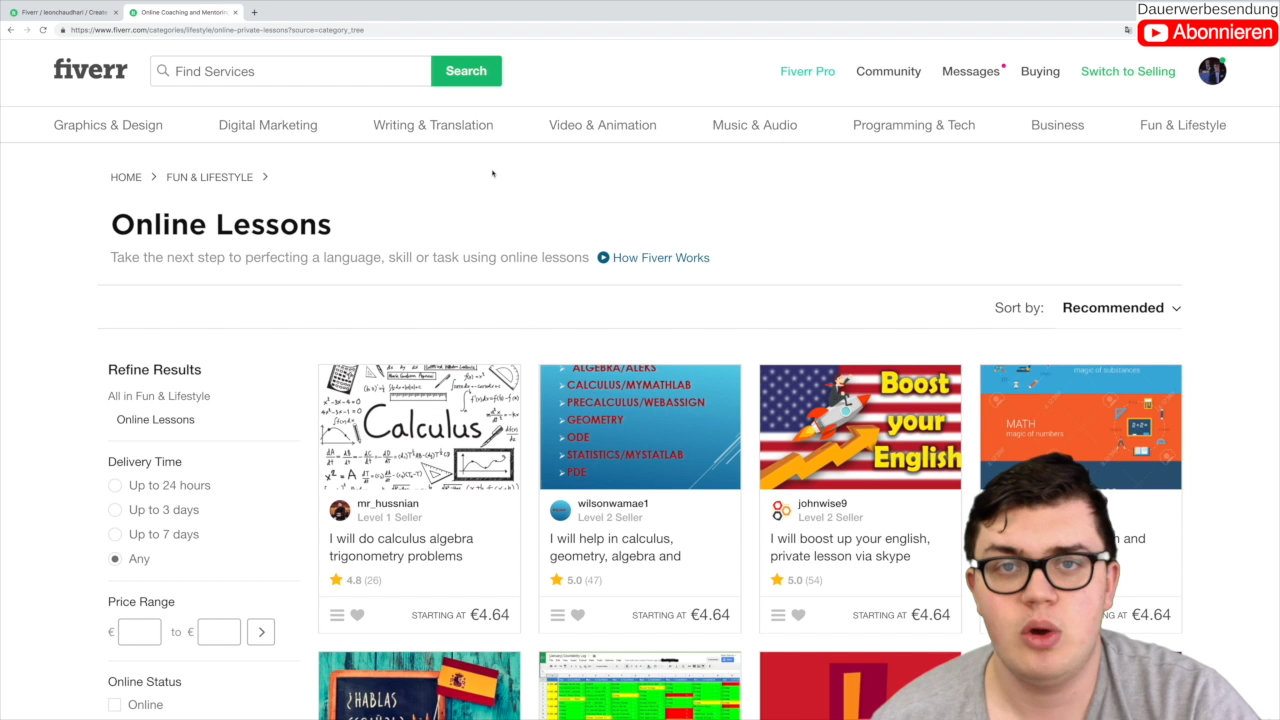 Fiverr / leonchaudhari / Create
Online Coaching and Mentoring
Dauerwerbesendung
Abonnieren
https://www.fiverr.com/categories/lifestyle/online-private-lessons?source=category_tree
fiverr
Find Services
Search
Fiverr Pro
Community
Messages
Buying
Switch to Selling
Graphics & Design
Digital Marketing
Writing & Translation
Video & Animation
Music & Audio
Programming & Tech
Business
Fun & Lifestyle
HOME > FUN & LIFESTYLE >
Online Lessons
Take the next step to perfecting a language, skill or task using online lessons
How Fiverr Works
Sort by: Recommended
Refine Results
All in Fun & Lifestyle
Online Lessons
Delivery Time
Up to 24 hours
Up to 3 days
Up to 7 days
Any
Price Range
€ to €
Online Status
Online
Calculus
mr_hussnian
Level 1 Seller
I will do calculus algebra
trigonometry problems
4.8 (26)
STARTING AT €4.64
ALGEBRA/ALEKS
CALCULUS/MYMATHLAB
PRECALCULUS/WEBASSIGN
GEOMETRY
ODE
STATISTICS/MYSTATLAB
PDE
wilsonwamae1
Level 2 Seller
I will help in calculus,
geometry, algebra and
5.0 (47)
STARTING AT €4.64
Boost
your
English
johnwise9
Level 2 Seller
I will boost up your english,
private lesson via skype
5.0 (54)
STARTING AT €4.64
magic of substances
MATH
magic of numbers
2+2=
and
€4.64
¿HABLAS